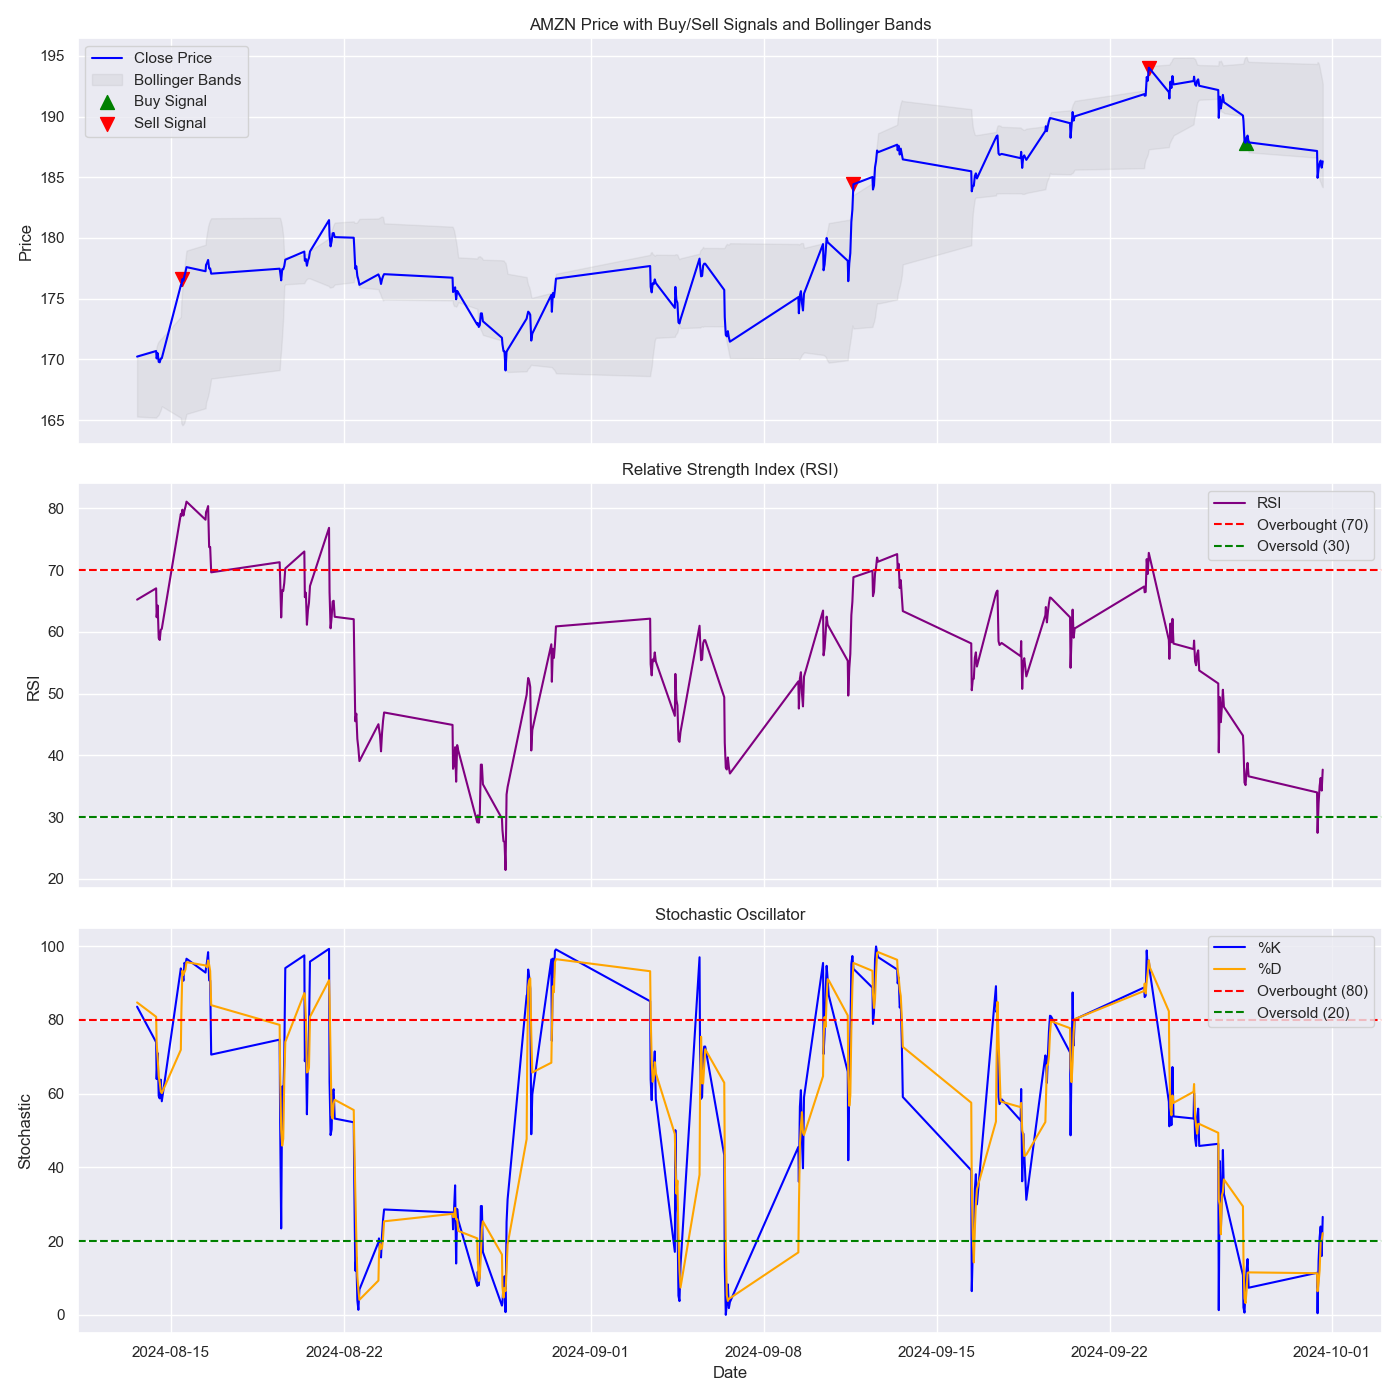 AMZN Price with Buy/Sell Signals and Bollinger Bands
195
190
185
180
175
170
165
Price
Close Price
Bollinger Bands
Buy Signal
Sell Signal
Relative Strength Index (RSI)
80
70
60
50
40
30
20
RSI
RSI
Overbought (70)
Oversold (30)
Stochastic Oscillator
100
80
60
40
20
0
Stochastic
%K
%D
Overbought (80)
Oversold (20)
2024-08-15
2024-08-22
2024-09-01
2024-09-08
2024-09-15
2024-09-22
2024-10-01
Date